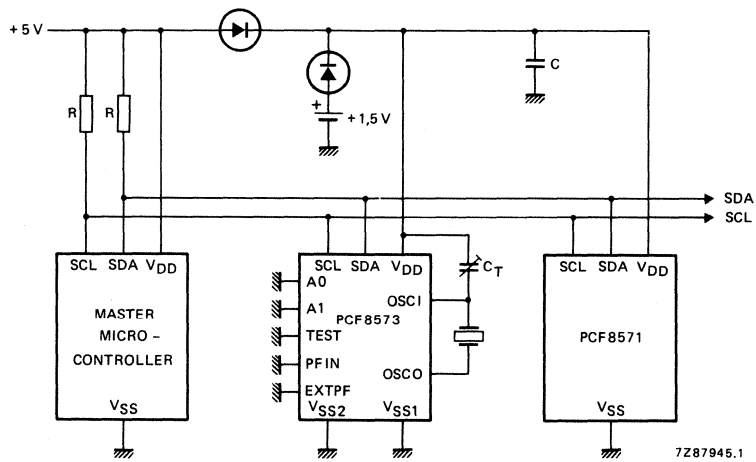 +5 V
C
+
+1,5 V
R
R
SDA
SCL
SCL SDA VDD
MASTER
MICRO –
CONTROLLER
VSS
SCL SDA VDD
A0
A1
TEST
PFIN
EXTPF
PCF8573
OSCI
OSCO
VSS2 VSS1
CT
SCL SDA VDD
PCF8571
VSS
7Z87945.1